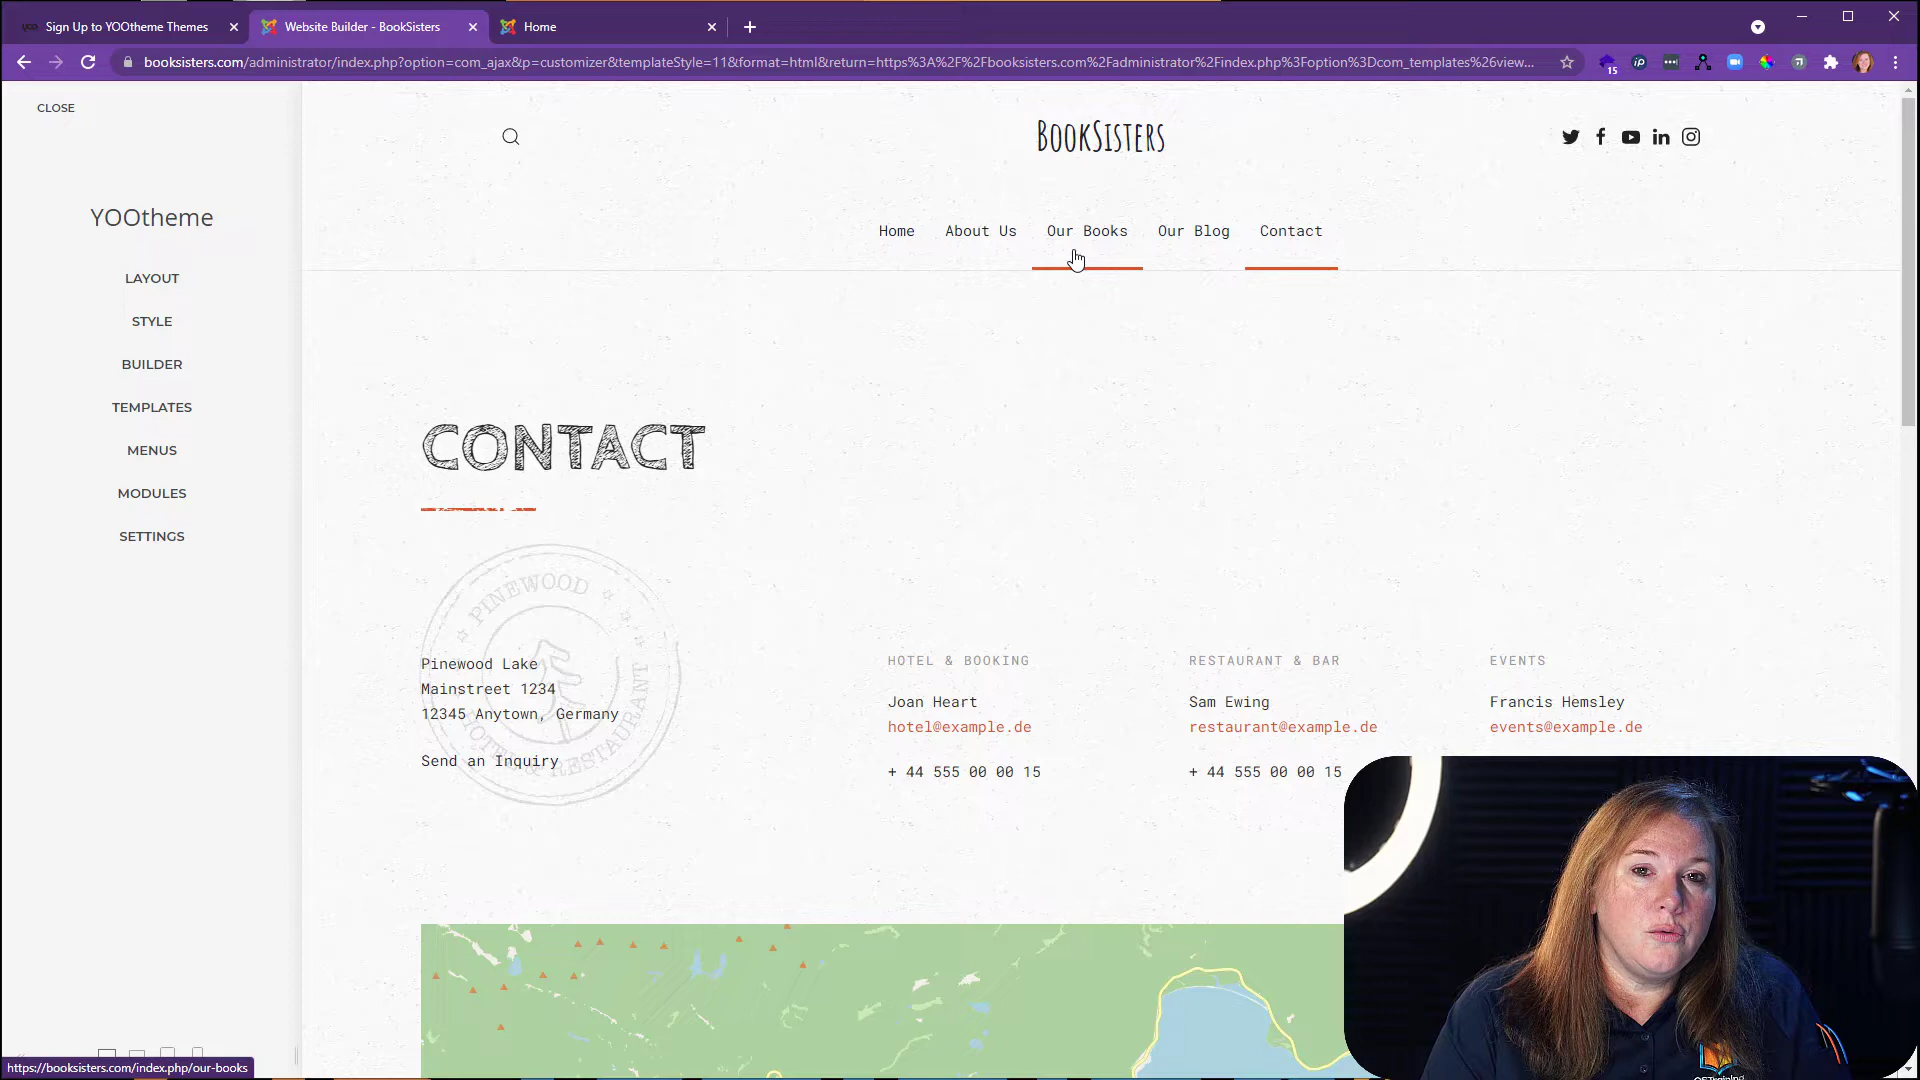 Sign Up to YOOtheme Themes
Website Builder - BookSisters
Home
booksisters.com/administrator/index.php?option=com_ajax&p=customizer&templateStyle=11&format=html&return=https%3A%2F%2Fbooksisters.com%2Fadministrator%2Findex.php%3Foption%3Dcom_templates%26view...
15
CLOSE
BOOKSISTERS
YOOtheme
Home About Us Our Books Our Blog Contact
LAYOUT
STYLE
BUILDER
TEMPLATES
MENUS
MODULES
SETTINGS
CONTACT
PINEWOOD
HOTEL & RESTAURANT
Pinewood Lake
Mainstreet 1234
12345 Anytown, Germany
Send an Inquiry
HOTEL & BOOKING
Joan Heart
hotel@example.de
+ 44 555 00 00 15
RESTAURANT & BAR
Sam Ewing
restaurant@example.de
+ 44 555 00 00 15
EVENTS
Francis Hemsley
events@example.de
https://booksisters.com/index.php/our-books